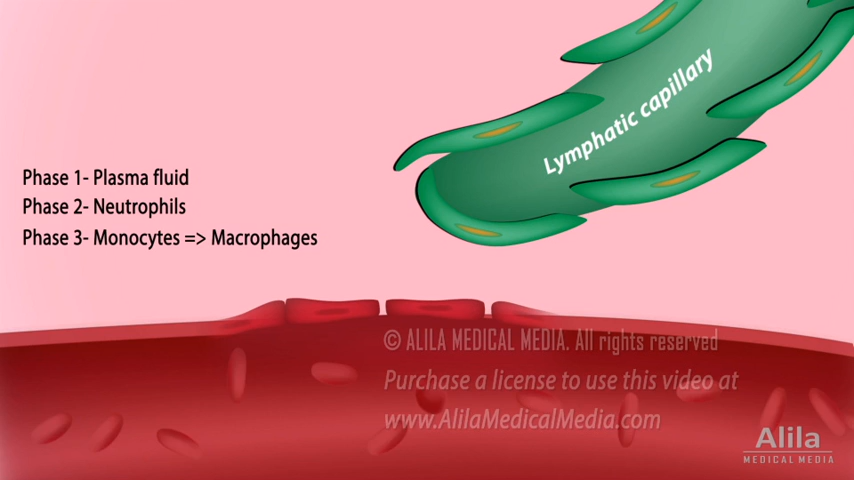 Lymphatic capillary
Phase 1- Plasma fluid
Phase 2- Neutrophils
Phase 3- Monocytes => Macrophages
© ALILA MEDICAL MEDIA. All rights reserved
Purchase a license to use this video at
www.AlilaMedicalMedia.com
Alila
MEDICAL MEDIA